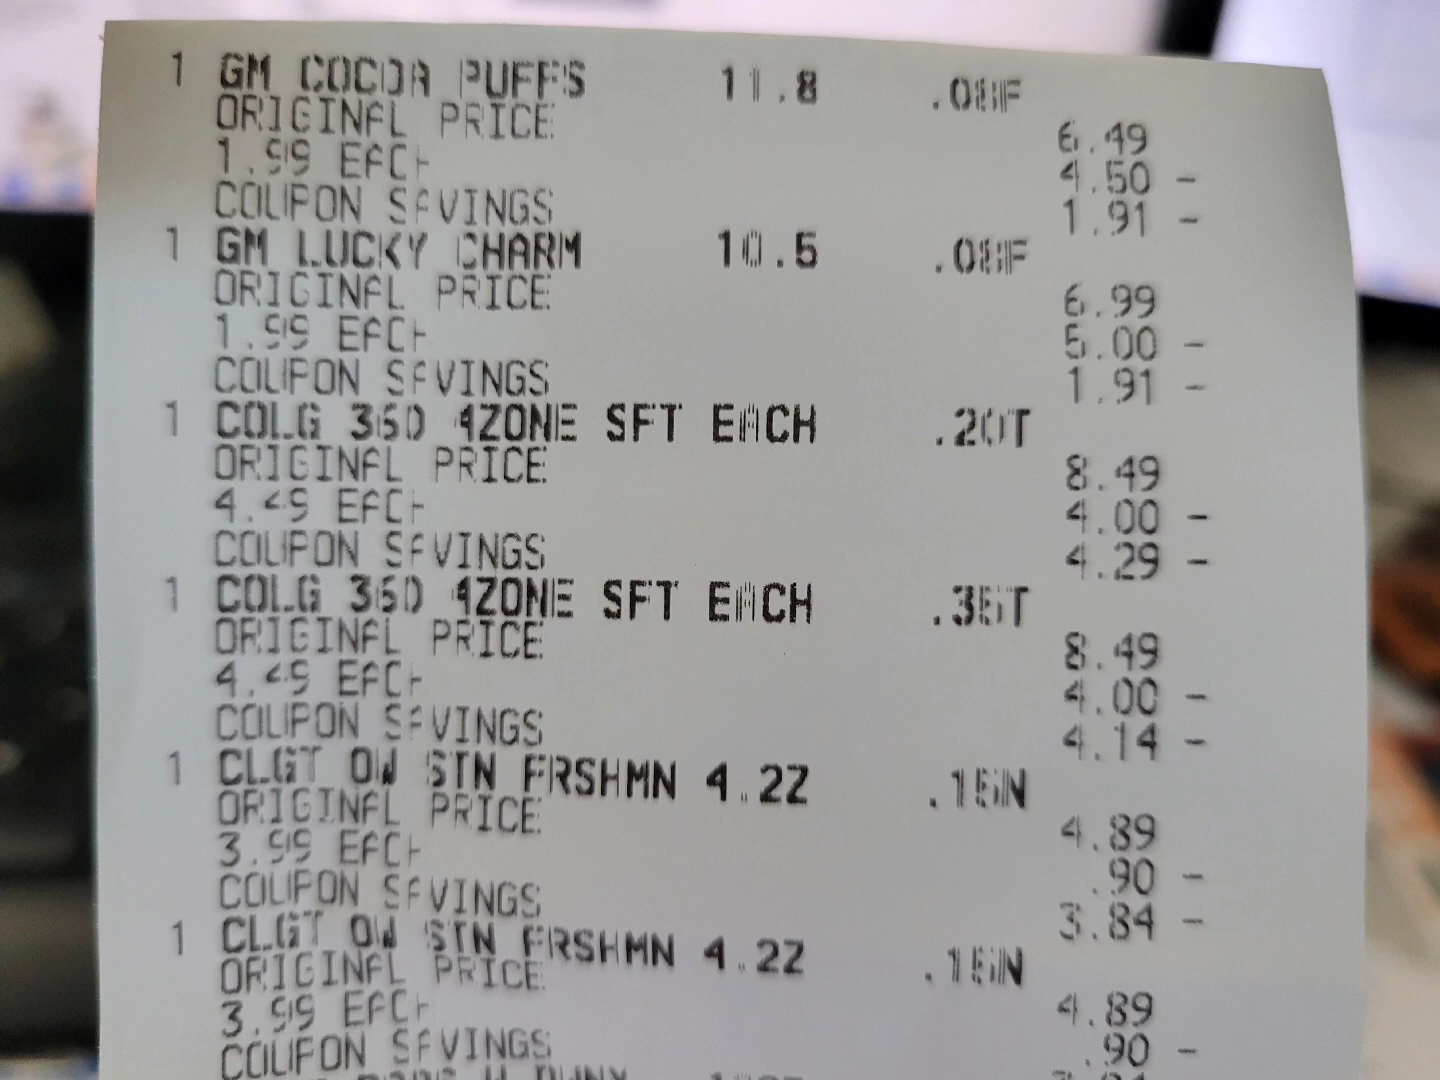 1 GM COCOA PUFFS 11.8 .08F
ORIGINAL PRICE 6.49
1.99 EACH 4.50 -
COUPON SAVINGS 1.91 -
1 GM LUCKY CHARM 10.5 .08F
ORIGINAL PRICE 6.99
1.99 EACH 5.00 -
COUPON SAVINGS 1.91 -
1 COLG 360 4ZONE SFT EACH .20T
ORIGINAL PRICE 8.49
4.49 EACH 4.00 -
COUPON SAVINGS 4.29 -
1 COLG 360 4ZONE SFT EACH .35T
ORIGINAL PRICE 8.49
4.49 EACH 4.00 -
COUPON SAVINGS 4.14 -
1 CLGT OW STN FRSHMN 4.2Z .15N
ORIGINAL PRICE 4.89
3.99 EACH .90 -
COUPON SAVINGS 3.84 -
1 CLGT OW STN FRSHMN 4.2Z .15N
ORIGINAL PRICE 4.89
3.99 EACH .90 -
COUPON SAVINGS